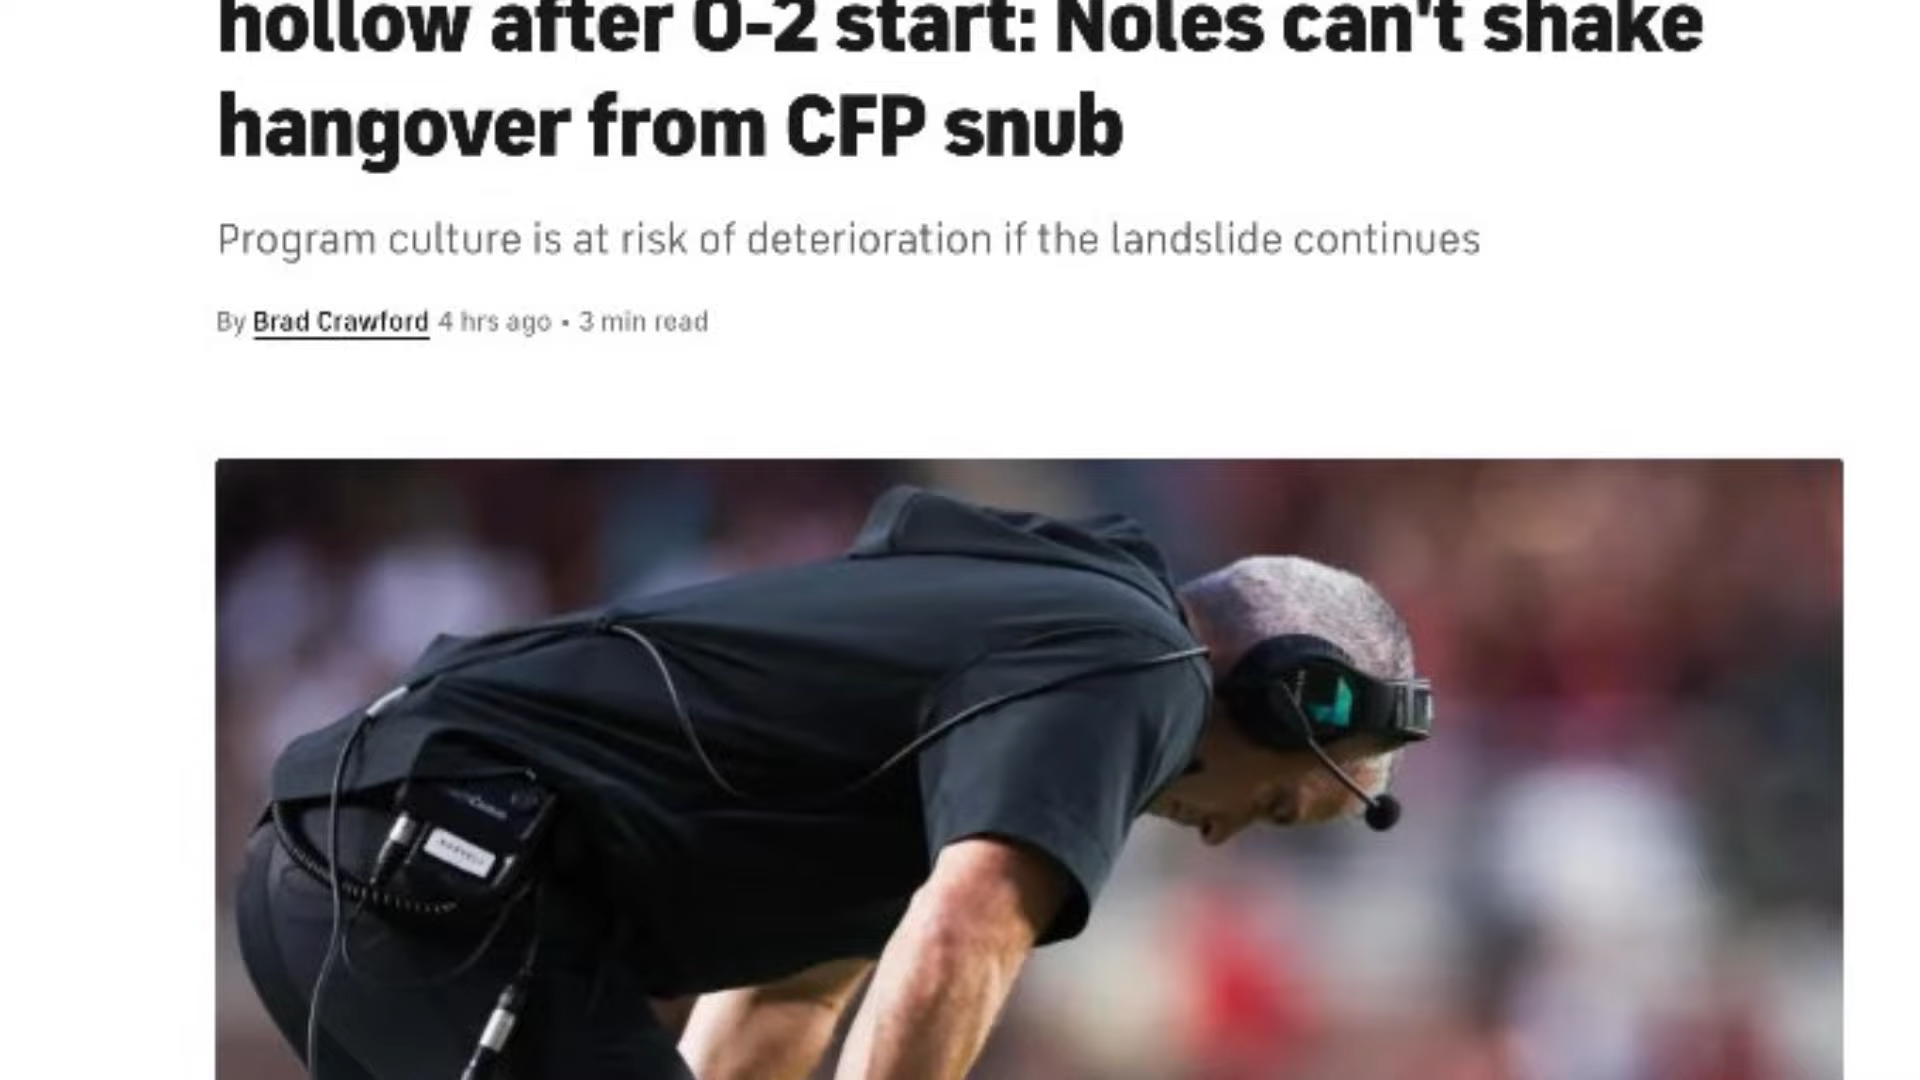 hollow after 0-2 start: Noles can't shake
hangover from CFP snub
Program culture is at risk of deterioration if the landslide continues
By Brad Crawford 4 hrs ago • 3 min read